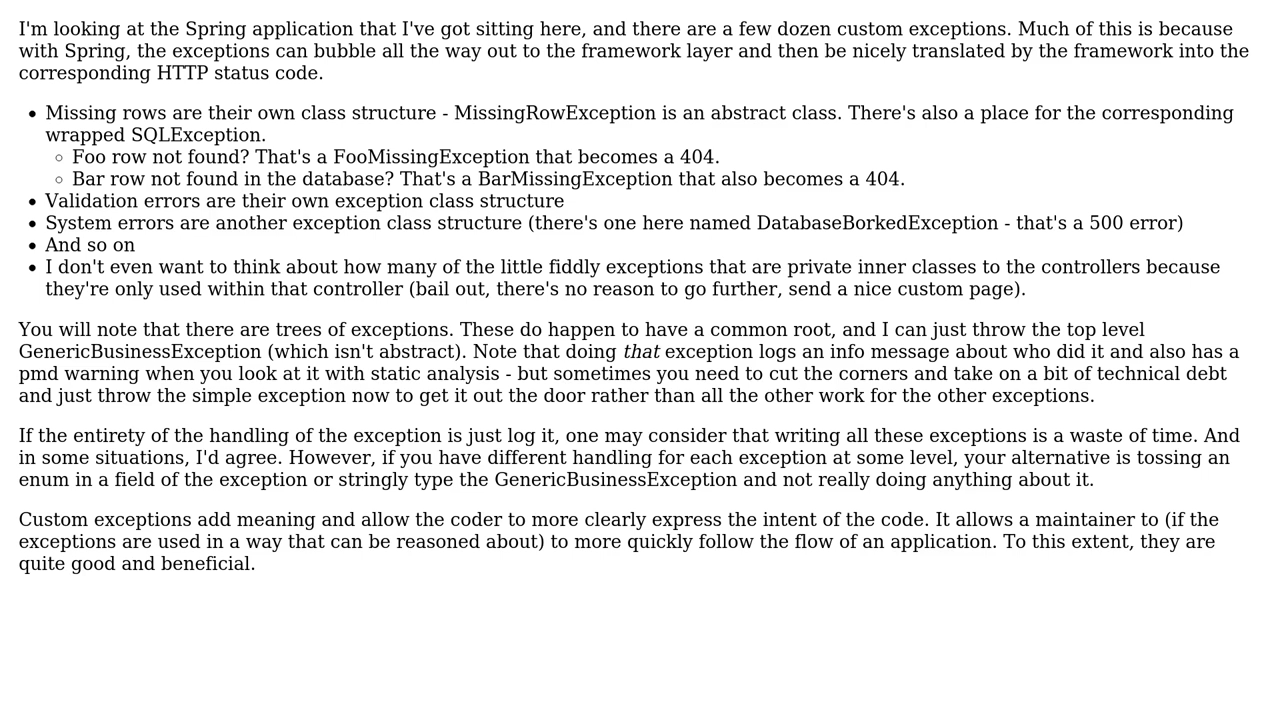 I'm looking at the Spring application that I've got sitting here, and there are a few dozen custom exceptions. Much of this is because
with Spring, the exceptions can bubble all the way out to the framework layer and then be nicely translated by the framework into the
corresponding HTTP status code.
• Missing rows are their own class structure - MissingRowException is an abstract class. There's also a place for the corresponding
wrapped SQLException.
◦ Foo row not found? That's a FooMissingException that becomes a 404.
◦ Bar row not found in the database? That's a BarMissingException that also becomes a 404.
• Validation errors are their own exception class structure
• System errors are another exception class structure (there's one here named DatabaseBorkedException - that's a 500 error)
• And so on
• I don't even want to think about how many of the little fiddly exceptions that are private inner classes to the controllers because
they're only used within that controller (bail out, there's no reason to go further, send a nice custom page).
You will note that there are trees of exceptions. These do happen to have a common root, and I can just throw the top level
GenericBusinessException (which isn't abstract). Note that doing that exception logs an info message about who did it and also has a
pmd warning when you look at it with static analysis - but sometimes you need to cut the corners and take on a bit of technical debt
and just throw the simple exception now to get it out the door rather than all the other work for the other exceptions.
If the entirety of the handling of the exception is just log it, one may consider that writing all these exceptions is a waste of time. And
in some situations, I'd agree. However, if you have different handling for each exception at some level, your alternative is tossing an
enum in a field of the exception or stringly type the GenericBusinessException and not really doing anything about it.
Custom exceptions add meaning and allow the coder to more clearly express the intent of the code. It allows a maintainer to (if the
exceptions are used in a way that can be reasoned about) to more quickly follow the flow of an application. To this extent, they are
quite good and beneficial.